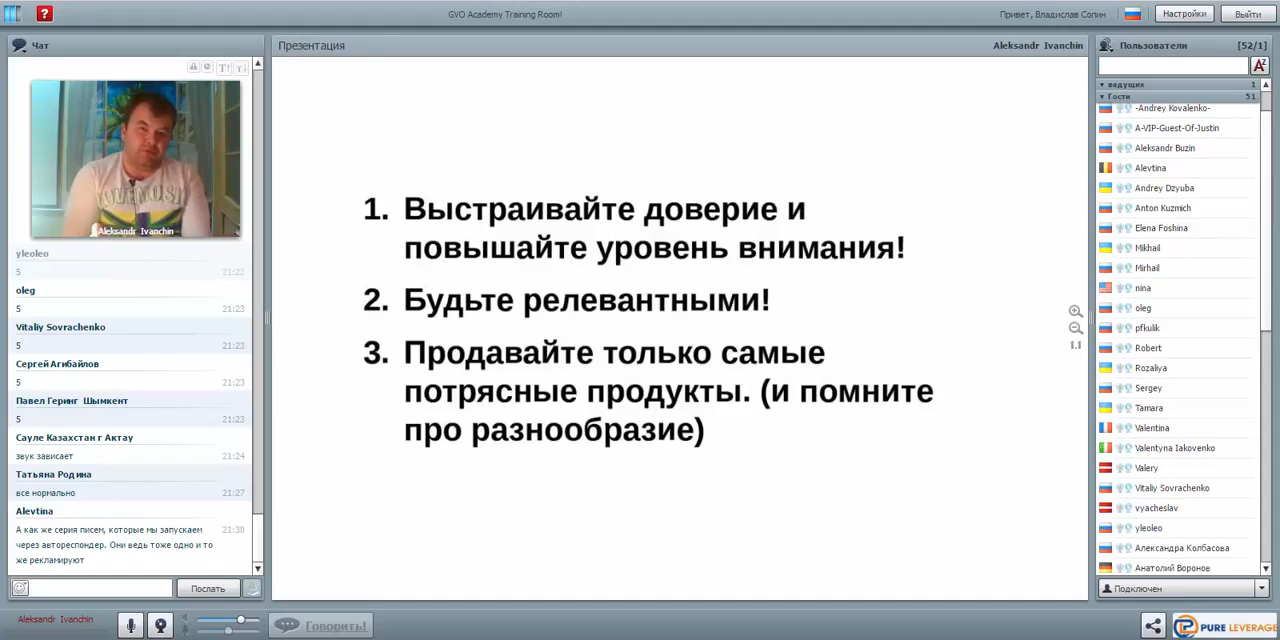 GVO Academy Training Room!
Привет, Владислав Сопин
Настройки
Выйти
Чат
Aleksandr Ivanchin
yleoleo
5
21:23
oleg
5
21:23
Vitaliy Sovrachenko
5
21:23
Сергей Агибайлов
5
21:23
Павел Геринг Шымкент
5
21:23
Сауле Казахстан г Актау
звук зависает
21:24
Татьяна Родина
все нормально
21:27
Alevtina
А как же серия писем, которые мы запускаем
21:30
через автореспондер. Они ведь тоже одно и то
же рекламируют
Послать
Презентация
Aleksandr Ivanchin
1. Выстраивайте доверие и
повышайте уровень внимания!
2. Будьте релевантными!
3. Продавайте только самые
потрясные продукты. (и помните
про разнообразие)
1.1
Пользователи
[52/1]
ведущих
1
Гости
51
-Andrey Kovalenko-
A-VIP-Guest-Of-Justin
Aleksandr Buzin
Alevtina
Andrey Dzyuba
Anton Kuzmich
Elena Foshina
Mikhail
Mirhail
nina
oleg
pfkulik
Robert
Rozaliya
Sergey
Tamara
Valentina
Valentyna Iakovenko
Valery
Vitaliy Sovrachenko
vyacheslav
yleoleo
Александра Колбасова
Анатолий Воронов
Подключен
Aleksandr Ivanchin
Говорить!
PURE LEVERAGE